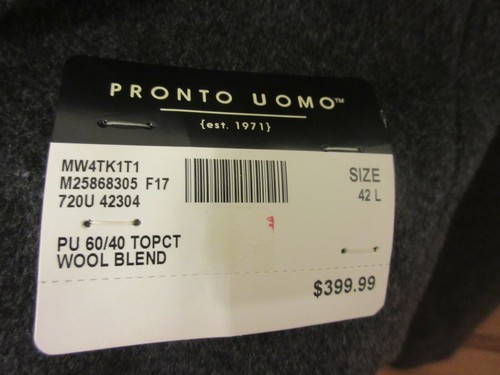 PRONTO UOMO™
{est. 1971}
MW4TK1T1
M25868305 F17
720U 42304
SIZE
42 L
PU 60/40 TOPCT
WOOL BLEND
$399.99